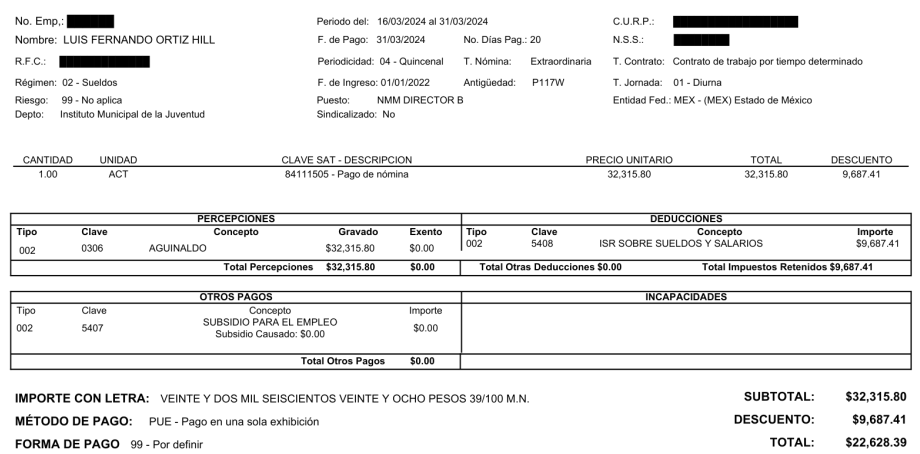 No. Emp,: Periodo del: 16/03/2024 al 31/03/2024 C.U.R.P.:
Nombre: LUIS FERNANDO ORTIZ HILL F. de Pago: 31/03/2024 No. Días Pag.: 20 N.S.S.:
R.F.C.: Periodicidad: 04 - Quincenal T. Nómina: Extraordinaria T. Contrato: Contrato de trabajo por tiempo determinado
Régimen: 02 - Sueldos F. de Ingreso: 01/01/2022 Antigüedad: P117W T. Jornada: 01 - Diurna
Riesgo: 99 - No aplica Puesto: NMM DIRECTOR B Entidad Fed.: MEX - (MEX) Estado de México
Depto: Instituto Municipal de la Juventud Sindicalizado: No
CANTIDAD UNIDAD CLAVE SAT - DESCRIPCION PRECIO UNITARIO TOTAL DESCUENTO
1.00 ACT 84111505 - Pago de nómina 32,315.80 32,315.80 9,687.41
PERCEPCIONES DEDUCCIONES
Tipo Clave Concepto Gravado Exento Tipo Clave Concepto Importe
002 0306 AGUINALDO $32,315.80 $0.00 002 5408 ISR SOBRE SUELDOS Y SALARIOS $9,687.41
Total Percepciones $32,315.80 $0.00 Total Otras Deducciones $0.00 Total Impuestos Retenidos $9,687.41
OTROS PAGOS INCAPACIDADES
Tipo Clave Concepto Importe
002 5407 SUBSIDIO PARA EL EMPLEO $0.00
Subsidio Causado: $0.00
Total Otros Pagos $0.00
IMPORTE CON LETRA: VEINTE Y DOS MIL SEISCIENTOS VEINTE Y OCHO PESOS 39/100 M.N. SUBTOTAL: $32,315.80
MÉTODO DE PAGO: PUE - Pago en una sola exhibición DESCUENTO: $9,687.41
FORMA DE PAGO 99 - Por definir TOTAL: $22,628.39